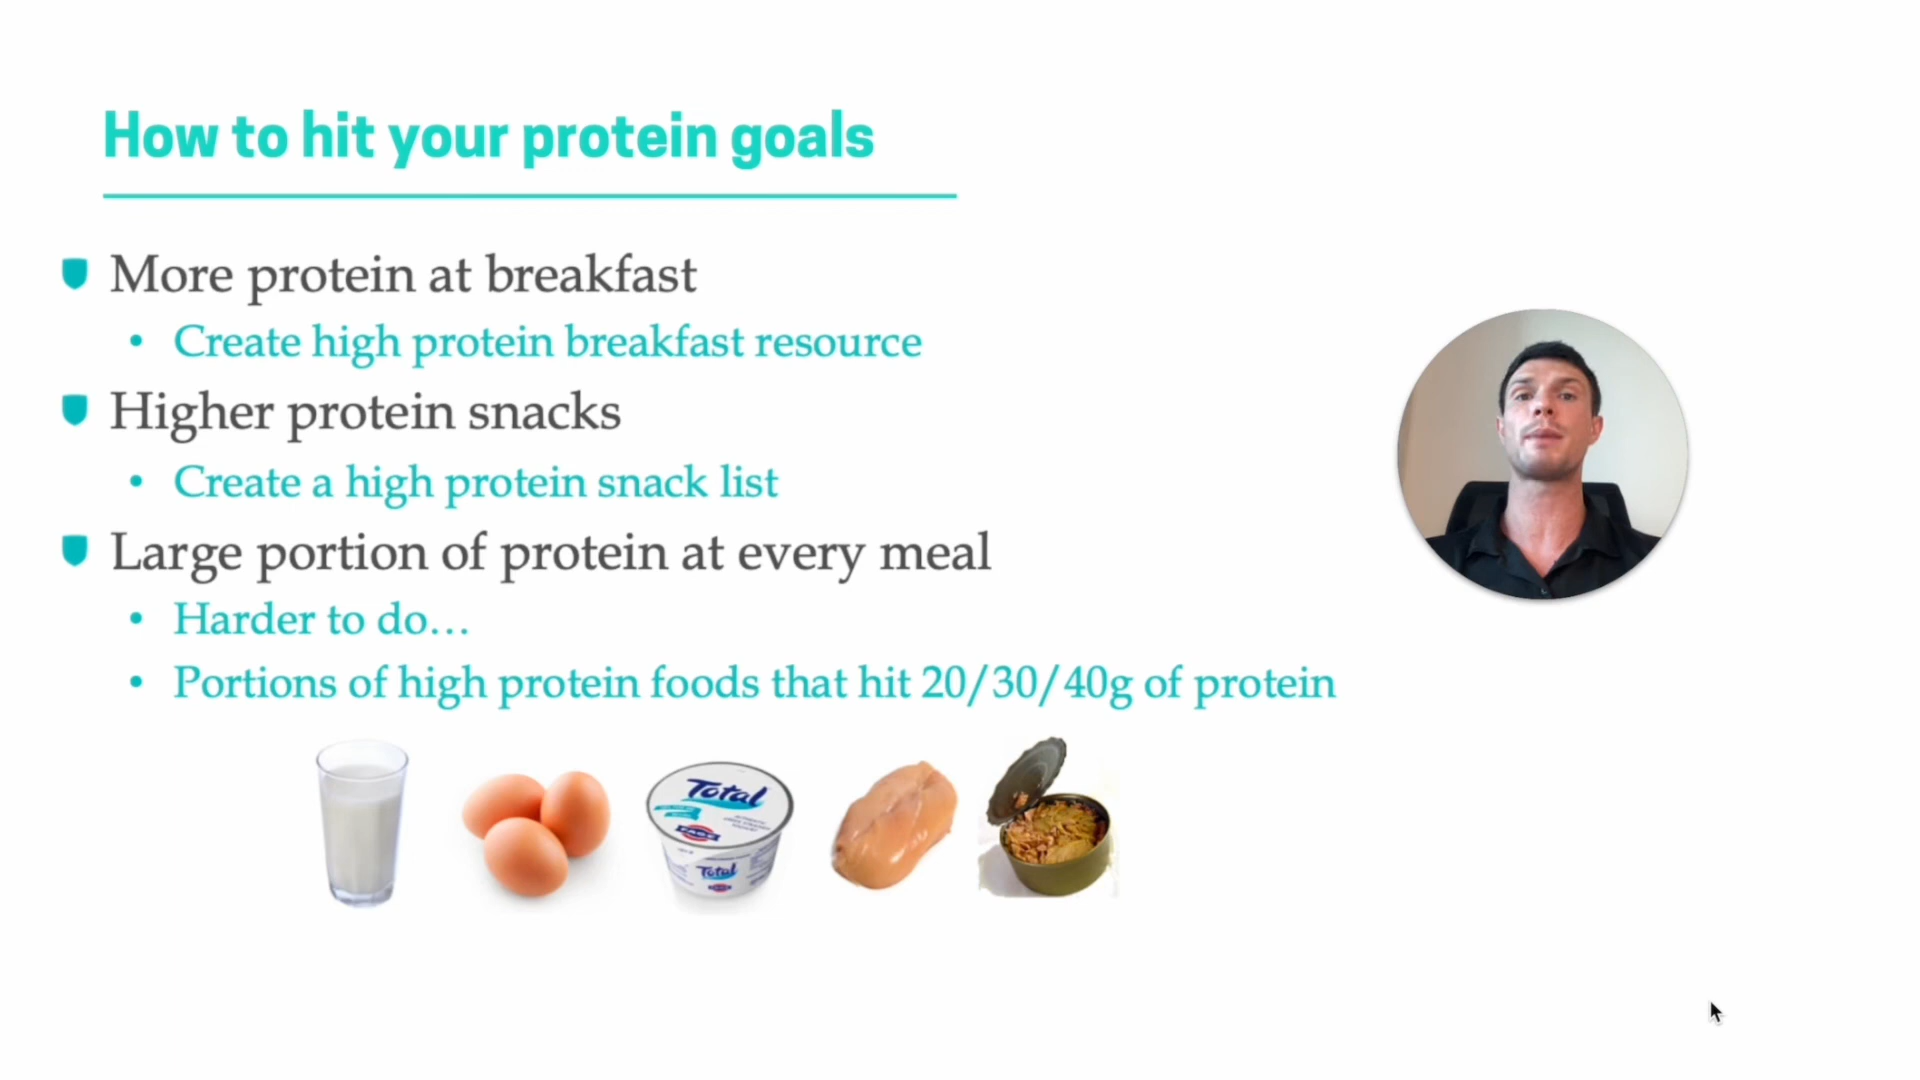 How to hit your protein goals
More protein at breakfast
• Create high protein breakfast resource
Higher protein snacks
• Create a high protein snack list
Large portion of protein at every meal
• Harder to do…
• Portions of high protein foods that hit 20/30/40g of protein
Total
FAGE
Total